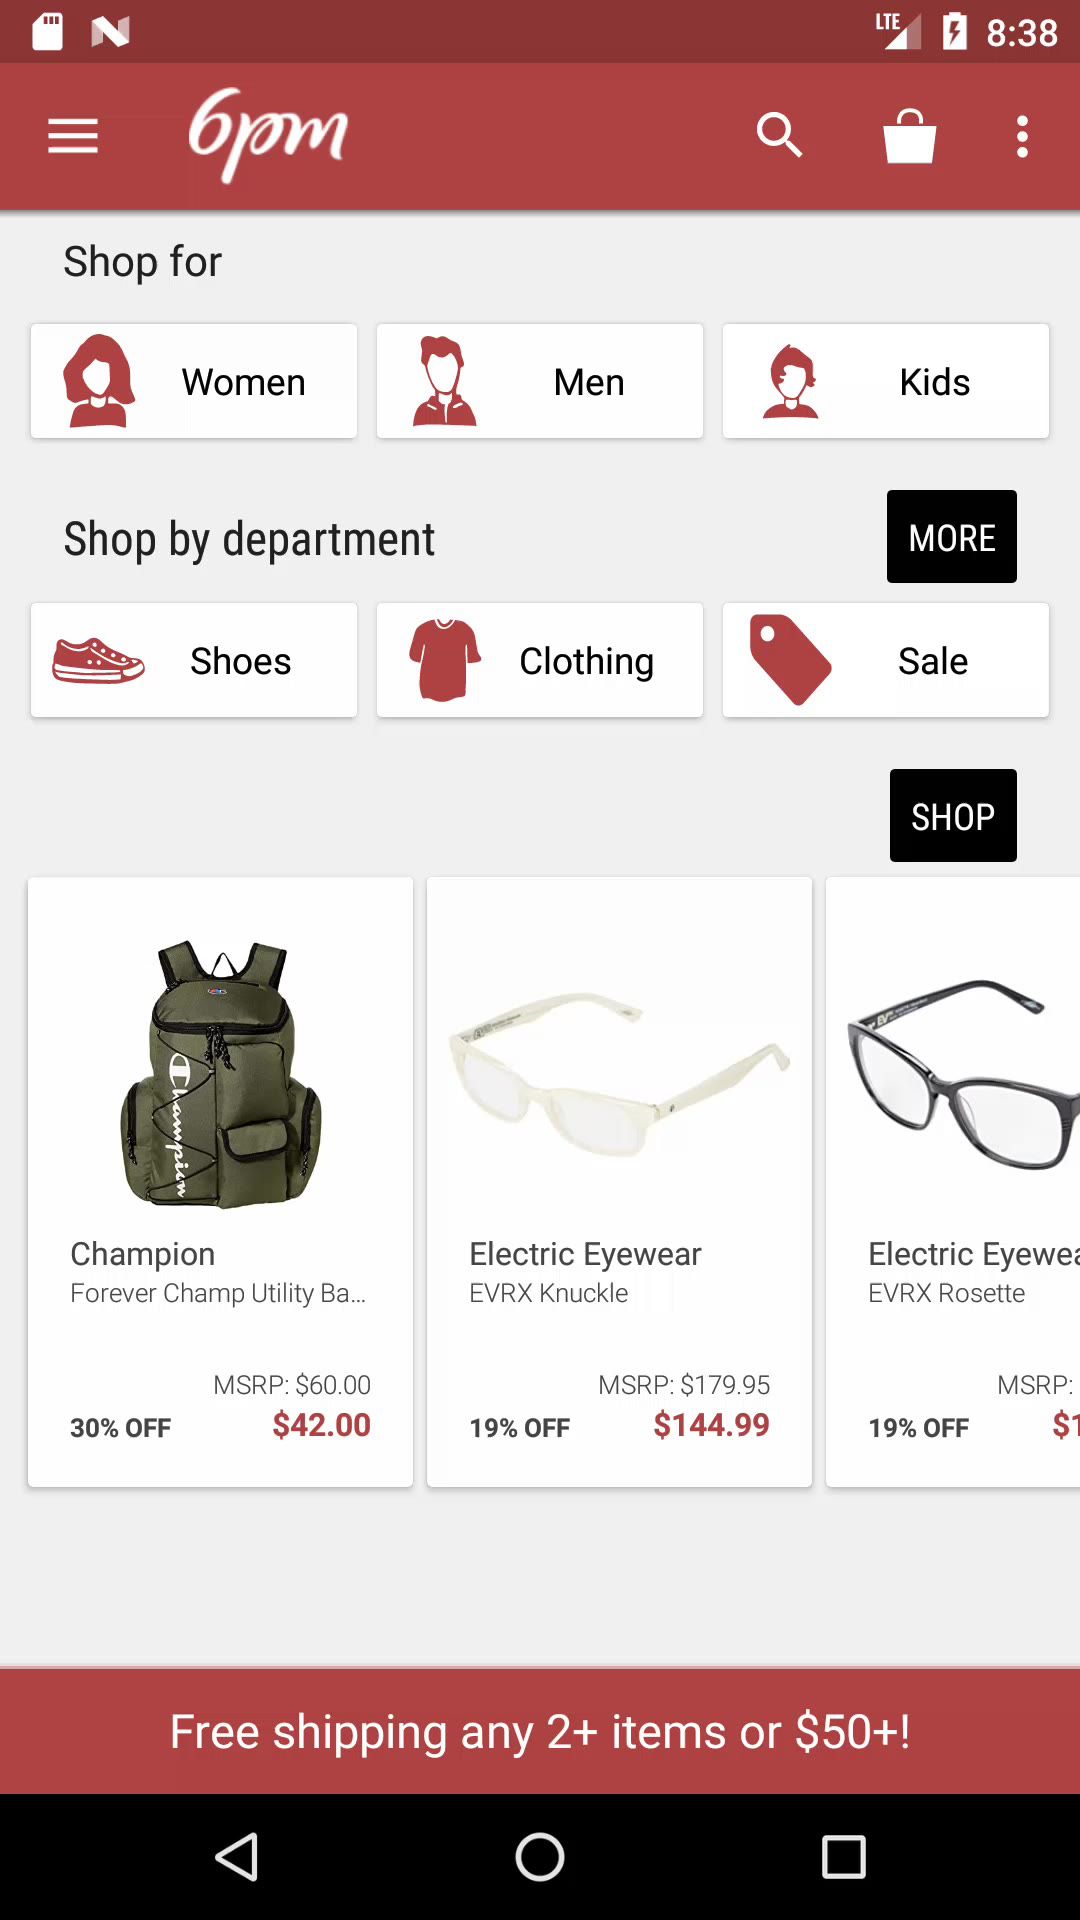 LTE 8:38
6pm
Shop for
Women Men Kids
Shop by department MORE
Shoes Clothing Sale
SHOP
Champion
Champion
Forever Champ Utility Ba...
MSRP: $60.00
30% OFF $42.00
Electric Eyewear
EVRX Knuckle
MSRP: $179.95
19% OFF $144.99
EV
Electric Eyewea
EVRX Rosette
MSRP:
19% OFF $1
Free shipping any 2+ items or $50+!